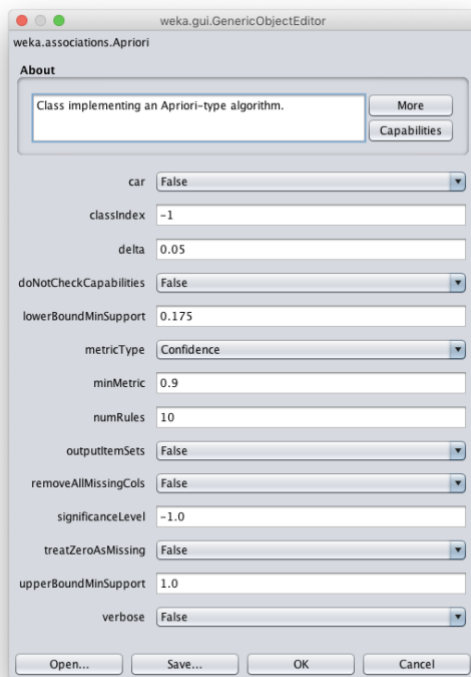 weka.gui.GenericObjectEditor
weka.associations.Apriori
About
Class implementing an Apriori-type algorithm.
More
Capabilities
car False
classIndex -1
delta 0.05
doNotCheckCapabilities False
lowerBoundMinSupport 0.175
metricType Confidence
minMetric 0.9
numRules 10
outputItemSets False
removeAllMissingCols False
significanceLevel -1.0
treatZeroAsMissing False
upperBoundMinSupport 1.0
verbose False
Open... Save... OK Cancel